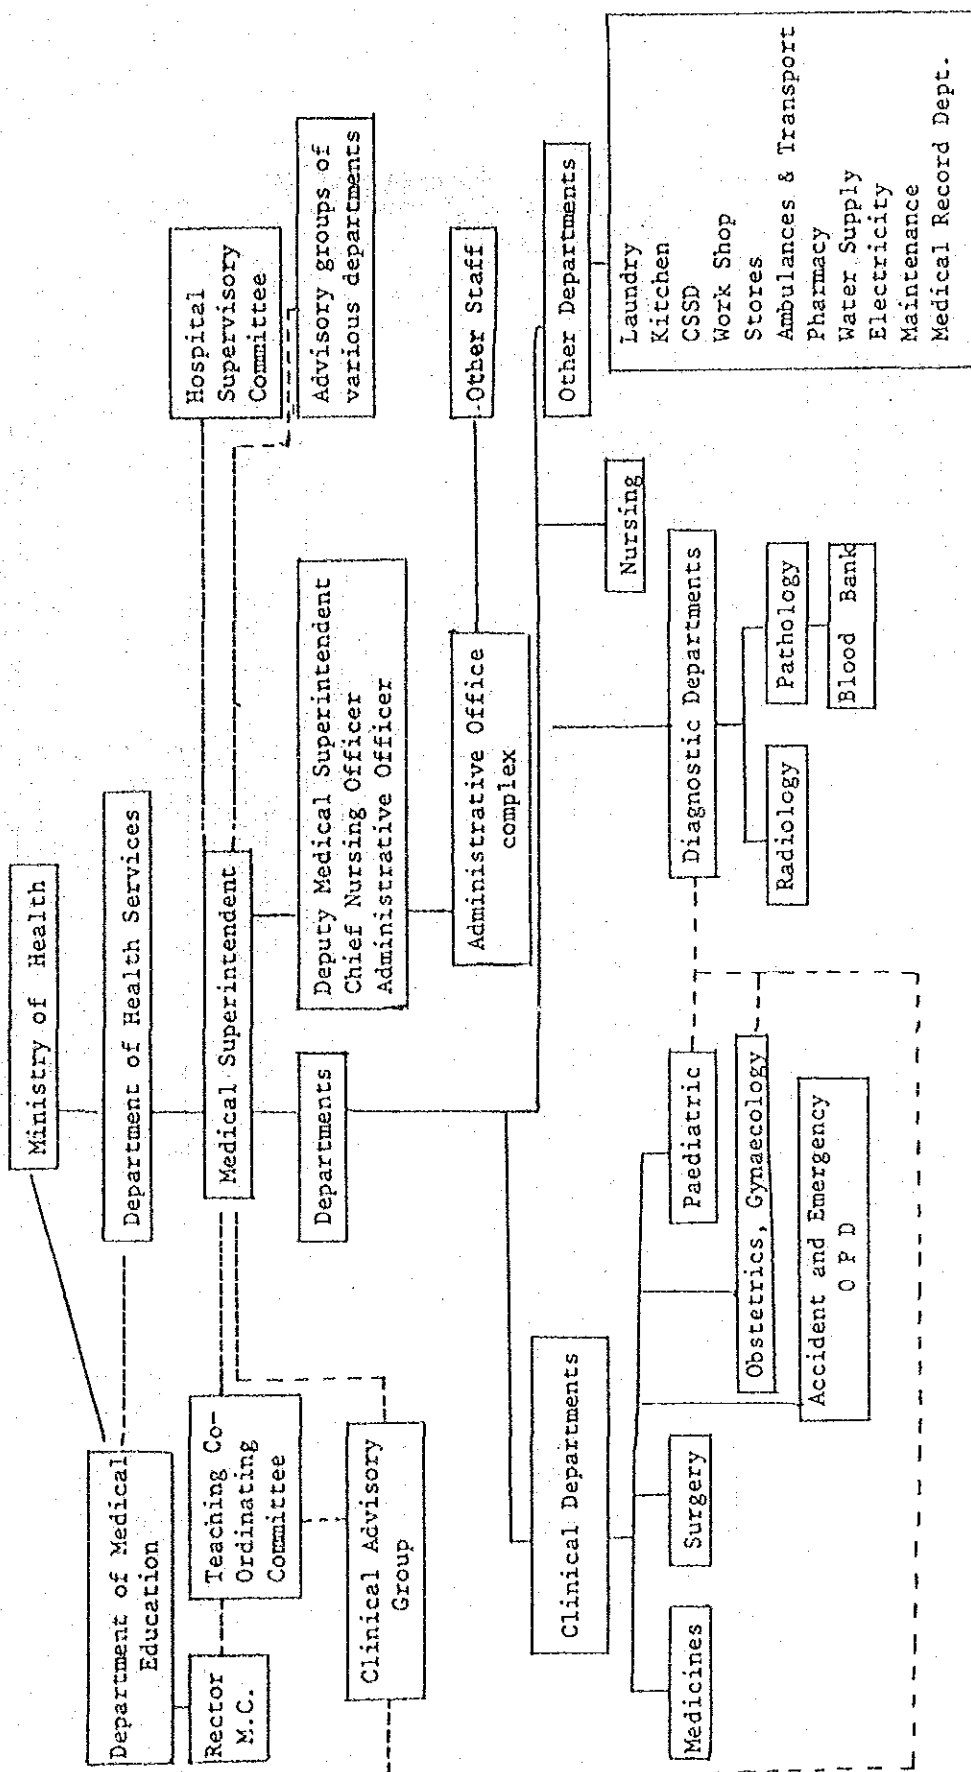 Ministry of Health
Department of Medical
Education
Department of Health Services
Rector
M.C.
Teaching Co-
Ordinating
Committee
Medical Superintendent
Hospital
Supervisory
Committee
Clinical Advisory
Group
Departments
Deputy Medical Superintendent
Chief Nursing Officer
Administrative Officer
Advisory groups of
various departments
Administrative Office
complex
Other Staff
Clinical Departments
Other Departments
Nursing
Medicines
Surgery
Paediatric
Diagnostic Departments
Obstetrics, Gynaecology
Accident and Emergency
O P D
Radiology
Pathology
Blood Bank
Laundry
Kitchen
CSSD
Work Shop
Stores
Ambulances & Transport
Pharmacy
Water Supply
Electricity
Maintenance
Medical Record Dept.